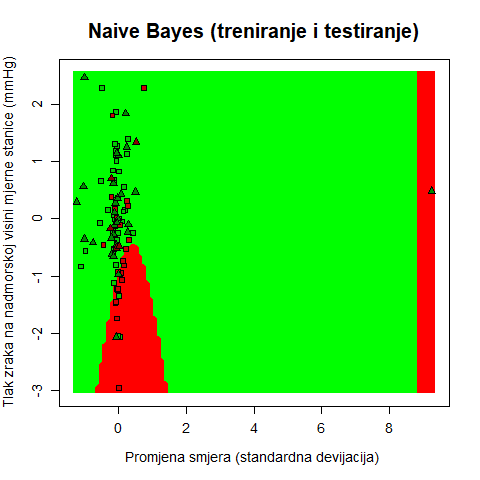 Naive Bayes (treniranje i testiranje)
Tlak zraka na nadmorskoj visini mjerne stanice (mmHg)
2
1
0
-1
-2
-3
0 2 4 6 8
Promjena smjera (standardna devijacija)